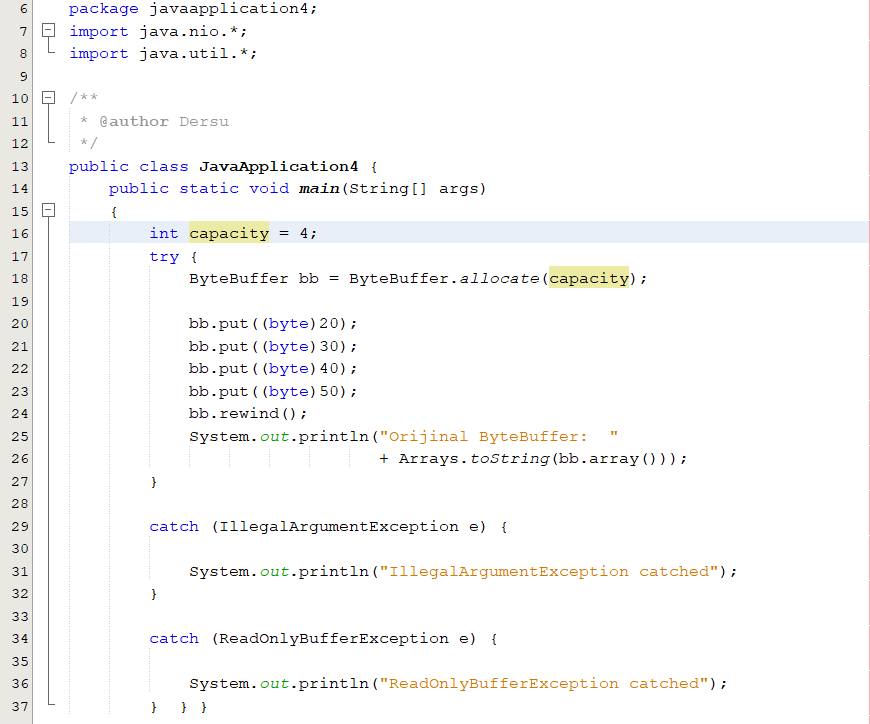 6 package javaapplication4;
7 import java.nio.*;
8 import java.util.*;
9
10 /**
11 * @author Dersu
12 */
13 public class JavaApplication4 {
14 public static void main(String[] args)
15 {
16 int capacity = 4;
17 try {
18 ByteBuffer bb = ByteBuffer.allocate(capacity);
19
20 bb.put((byte)20);
21 bb.put((byte)30);
22 bb.put((byte)40);
23 bb.put((byte)50);
24 bb.rewind();
25 System.out.println("Orijinal ByteBuffer:  "
26 + Arrays.toString(bb.array()));
27 }
28
29 catch (IllegalArgumentException e) {
30
31 System.out.println("IllegalArgumentException catched");
32 }
33
34 catch (ReadOnlyBufferException e) {
35
36 System.out.println("ReadOnlyBufferException catched");
37 } } }